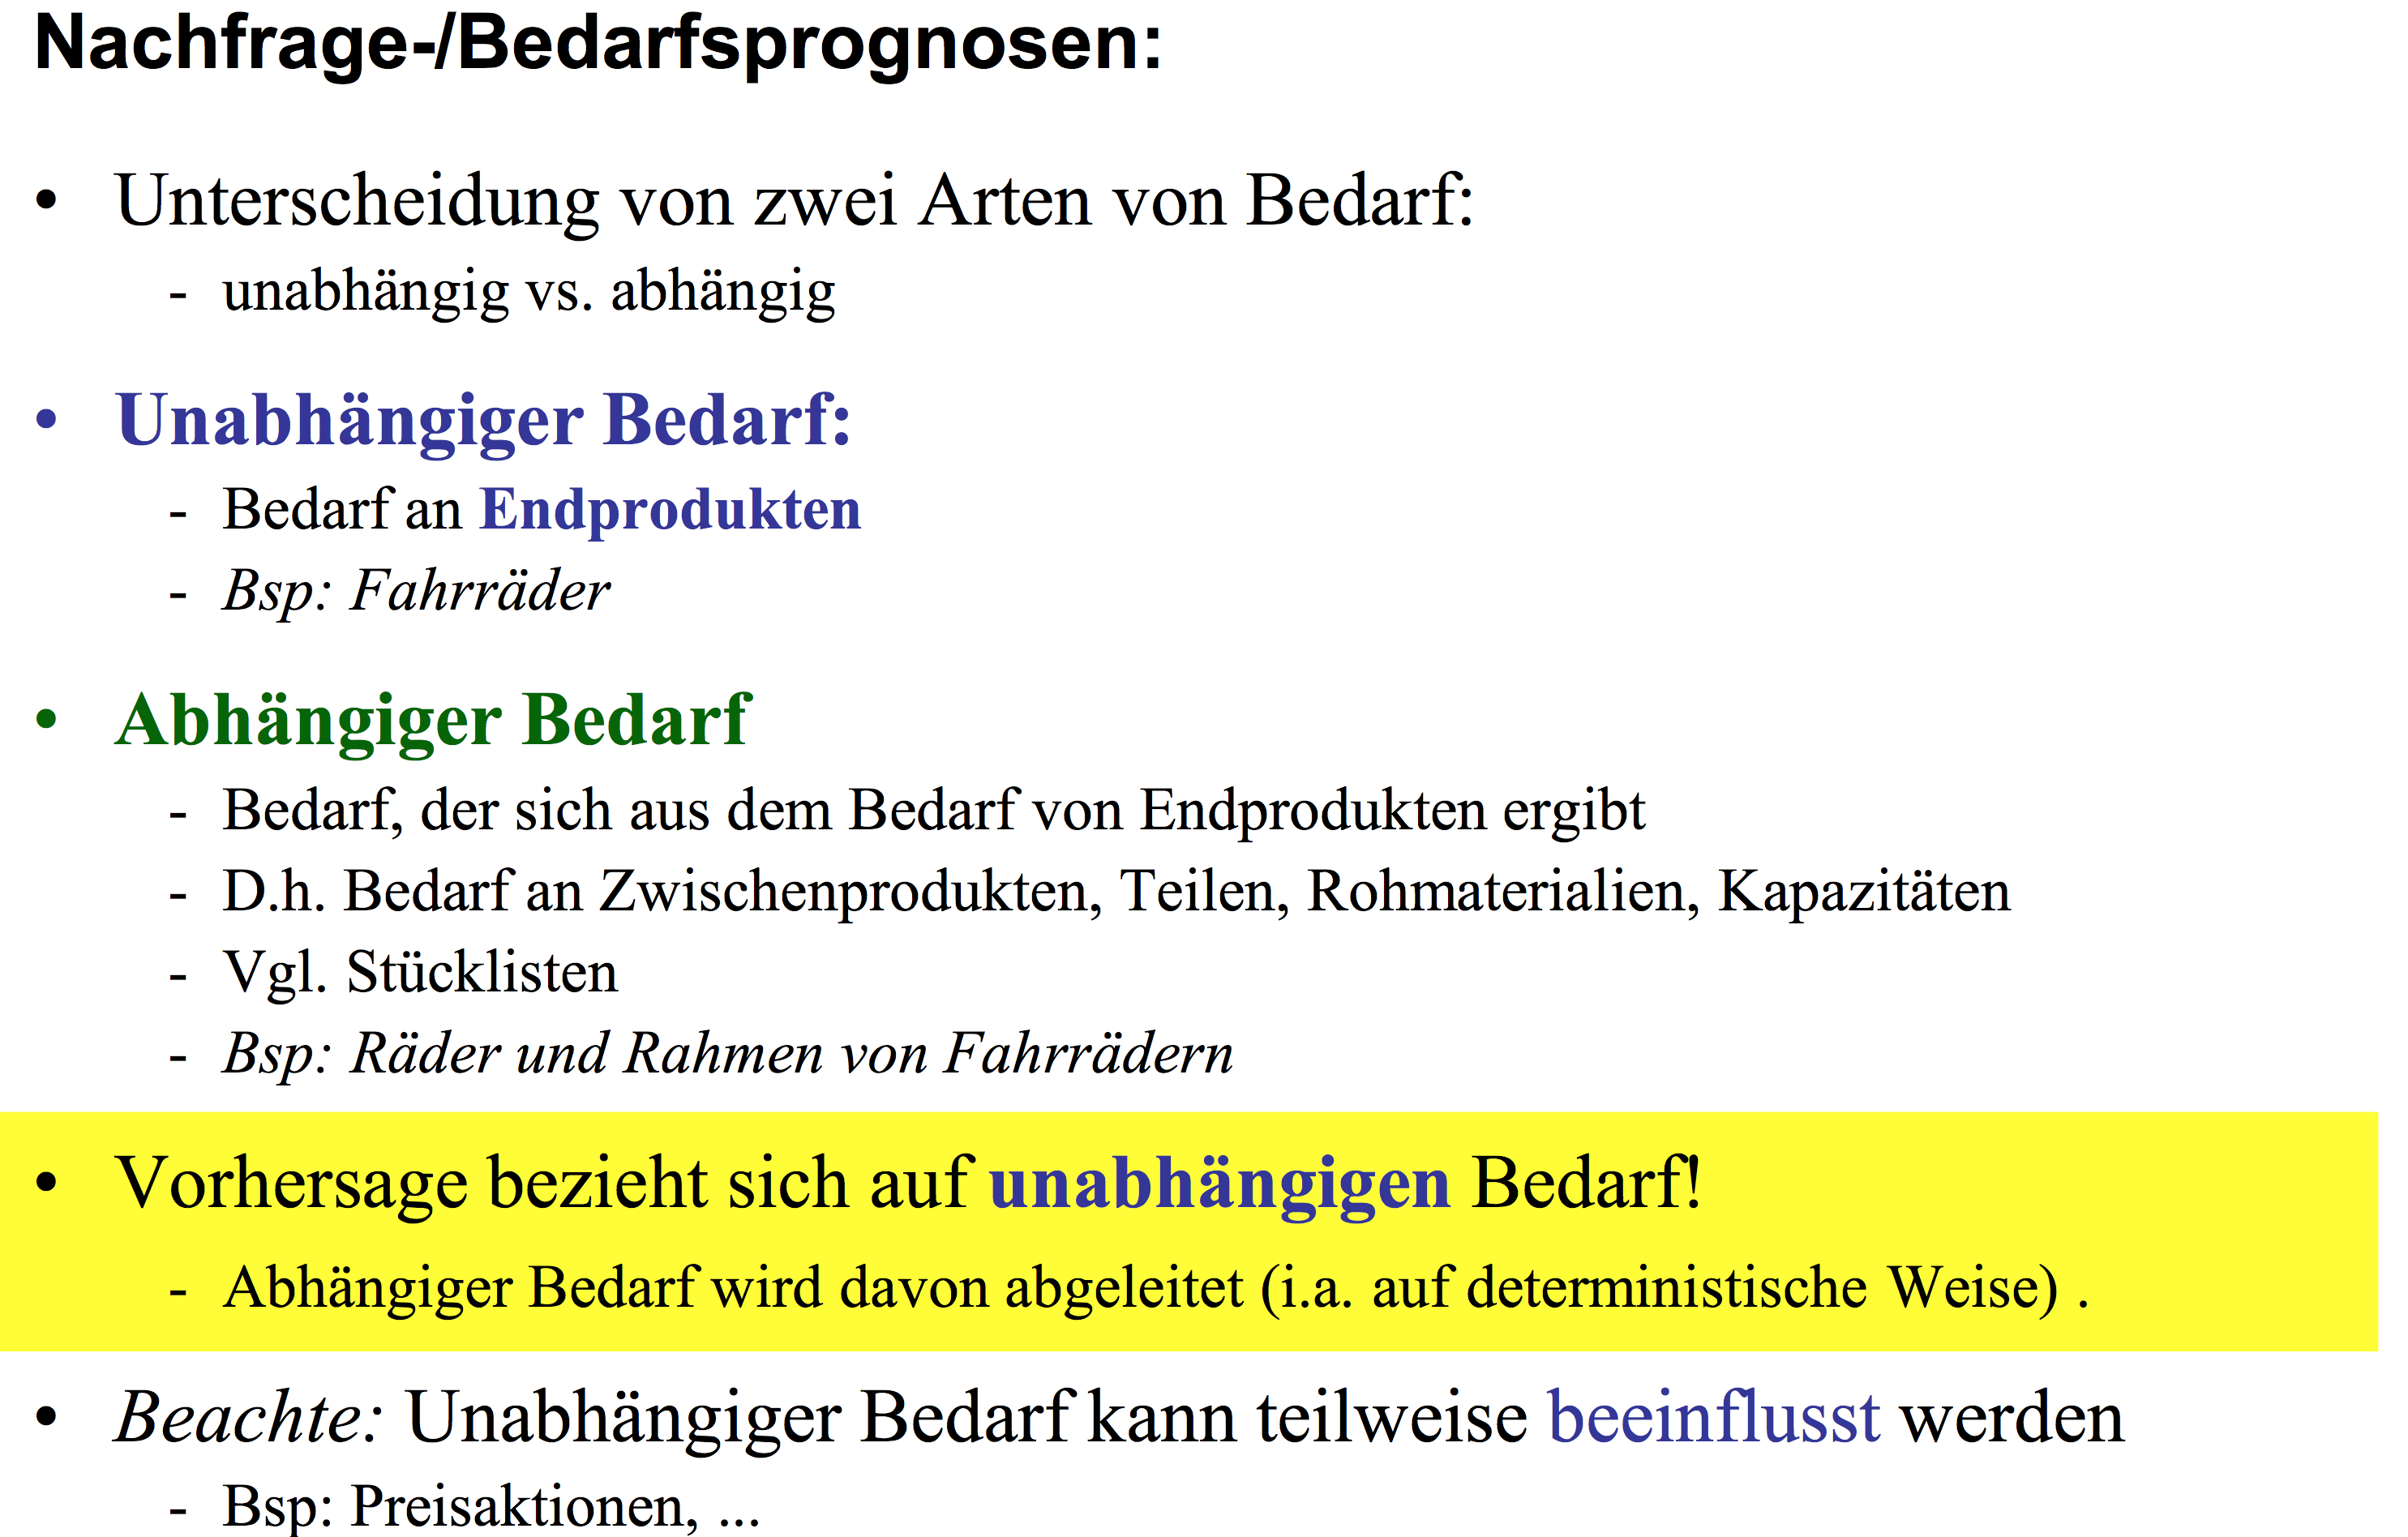 Nachfrage-/Bedarfsprognosen:
• Unterscheidung von zwei Arten von Bedarf:
- unabhängig vs. abhängig
• Unabhängiger Bedarf:
- Bedarf an Endprodukten
- Bsp: Fahrräder
• Abhängiger Bedarf
- Bedarf, der sich aus dem Bedarf von Endprodukten ergibt
- D.h. Bedarf an Zwischenprodukten, Teilen, Rohmaterialien, Kapazitäten
- Vgl. Stücklisten
- Bsp: Räder und Rahmen von Fahrrädern
• Vorhersage bezieht sich auf unabhängigen Bedarf!
- Abhängiger Bedarf wird davon abgeleitet (i.a. auf deterministische Weise) .
• Beachte: Unabhängiger Bedarf kann teilweise beeinflusst werden
- Bsp: Preisaktionen, ...